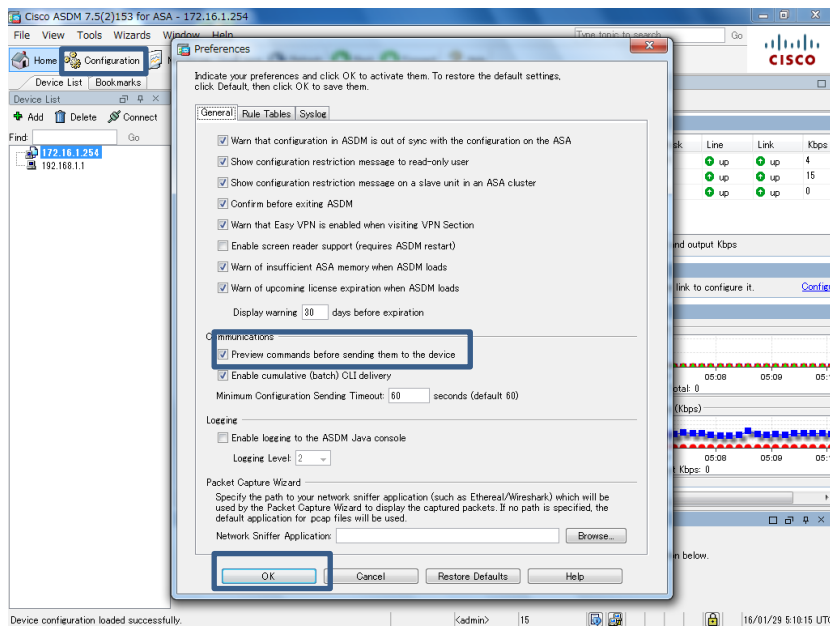 Cisco ASDM 7.5(2)153 for ASA - 172.16.1.254
File View Tools Wizards Window Help
Type topic to search
Go
Home
Configuration
CISCO
Device List
Bookmarks
Device List
Add
Delete
Connect
Find:
Go
172.16.1.254
192.168.1.1
Preferences
Indicate your preferences and click OK to activate them. To restore the default settings,
click Default, then click OK to save them.
General
Rule Tables
Syslog
Warn that configuration in ASDM is out of sync with the configuration on the ASA
Show configuration restriction message to read-only user
Show configuration restriction message on a slave unit in an ASA cluster
Confirm before exiting ASDM
Warn that Easy VPN is enabled when visiting VPN Section
Enable screen reader support (requires ASDM restart)
Warn of insufficient ASA memory when ASDM loads
Warn of upcoming license expiration when ASDM loads
Display warning 30 days before expiration
Communications
Preview commands before sending them to the device
Enable cumulative (batch) CLI delivery
Minimum Configuration Sending Timeout: 60 seconds (default 60)
Logging
Enable logging to the ASDM Java console
Logging Level: 2
Packet Capture Wizard
Specify the path to your network sniffer application (such as Ethereal/Wireshark) which will be
used by the Packet Capture Wizard to display the captured packets. If no path is specified, the
default application for pcap files will be used.
Network Sniffer Application:
Browse...
OK
Cancel
Restore Defaults
Help
Line Link Kbps
up up 4
up up 15
up up 0
output Kbps
link to configure it.
05:08 05:09
0
(Kbps)
05:08 05:09
Kbps: 0
below.
Device configuration loaded successfully.
<admin>
15
16/01/29 5:10:15